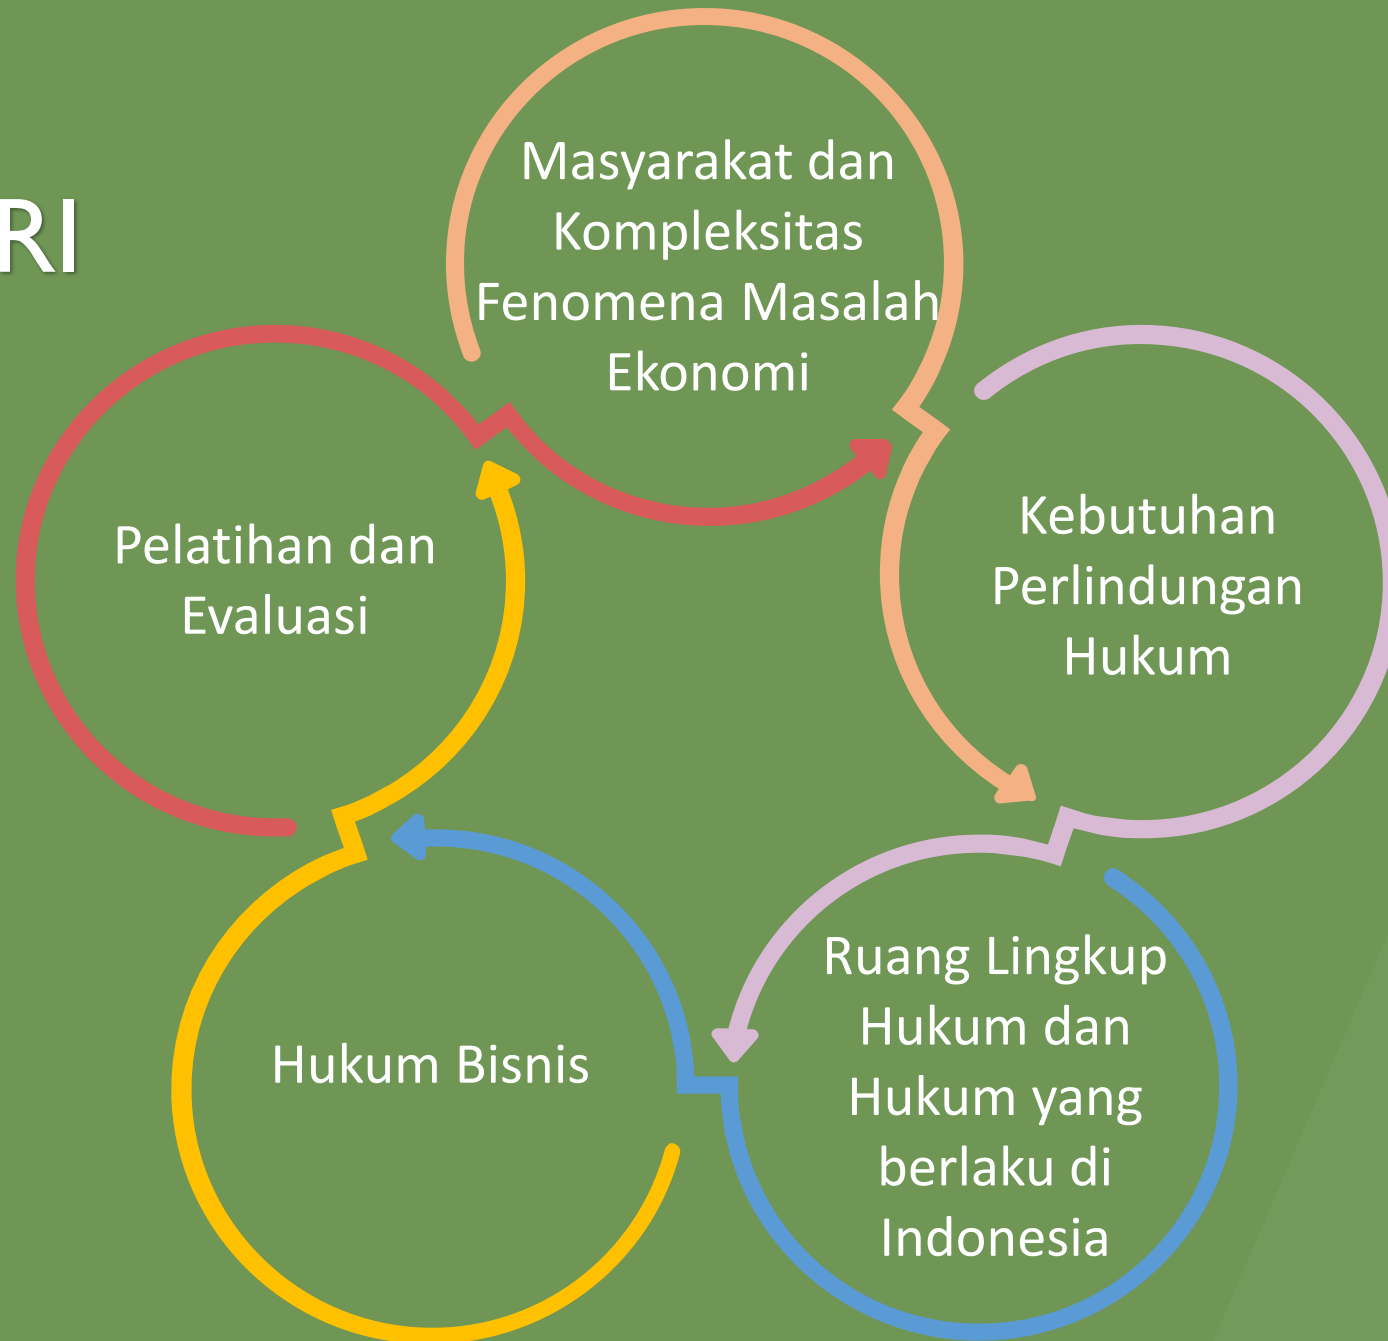 RI
Masyarakat dan
Kompleksitas
Fenomena Masalah
Ekonomi
Kebutuhan
Perlindungan
Hukum
Ruang Lingkup
Hukum dan
Hukum yang
berlaku di
Indonesia
Hukum Bisnis
Pelatihan dan
Evaluasi